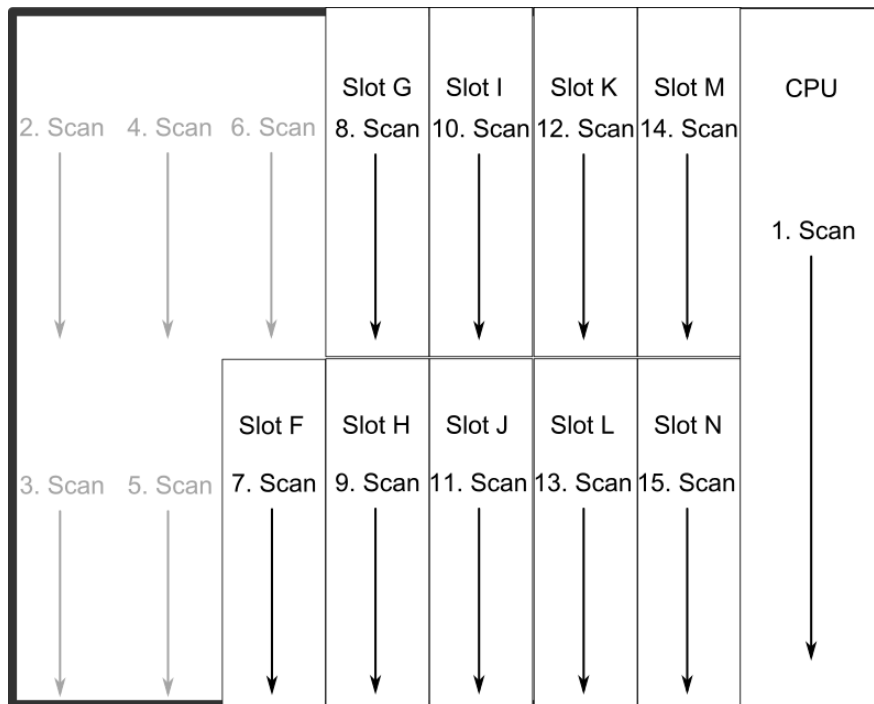 Slot G
Slot I
Slot K
Slot M
CPU
2. Scan
4. Scan
6. Scan
8. Scan
10. Scan
12. Scan
14. Scan
1. Scan
Slot F
Slot H
Slot J
Slot L
Slot N
3. Scan
5. Scan
7. Scan
9. Scan
11. Scan
13. Scan
15. Scan